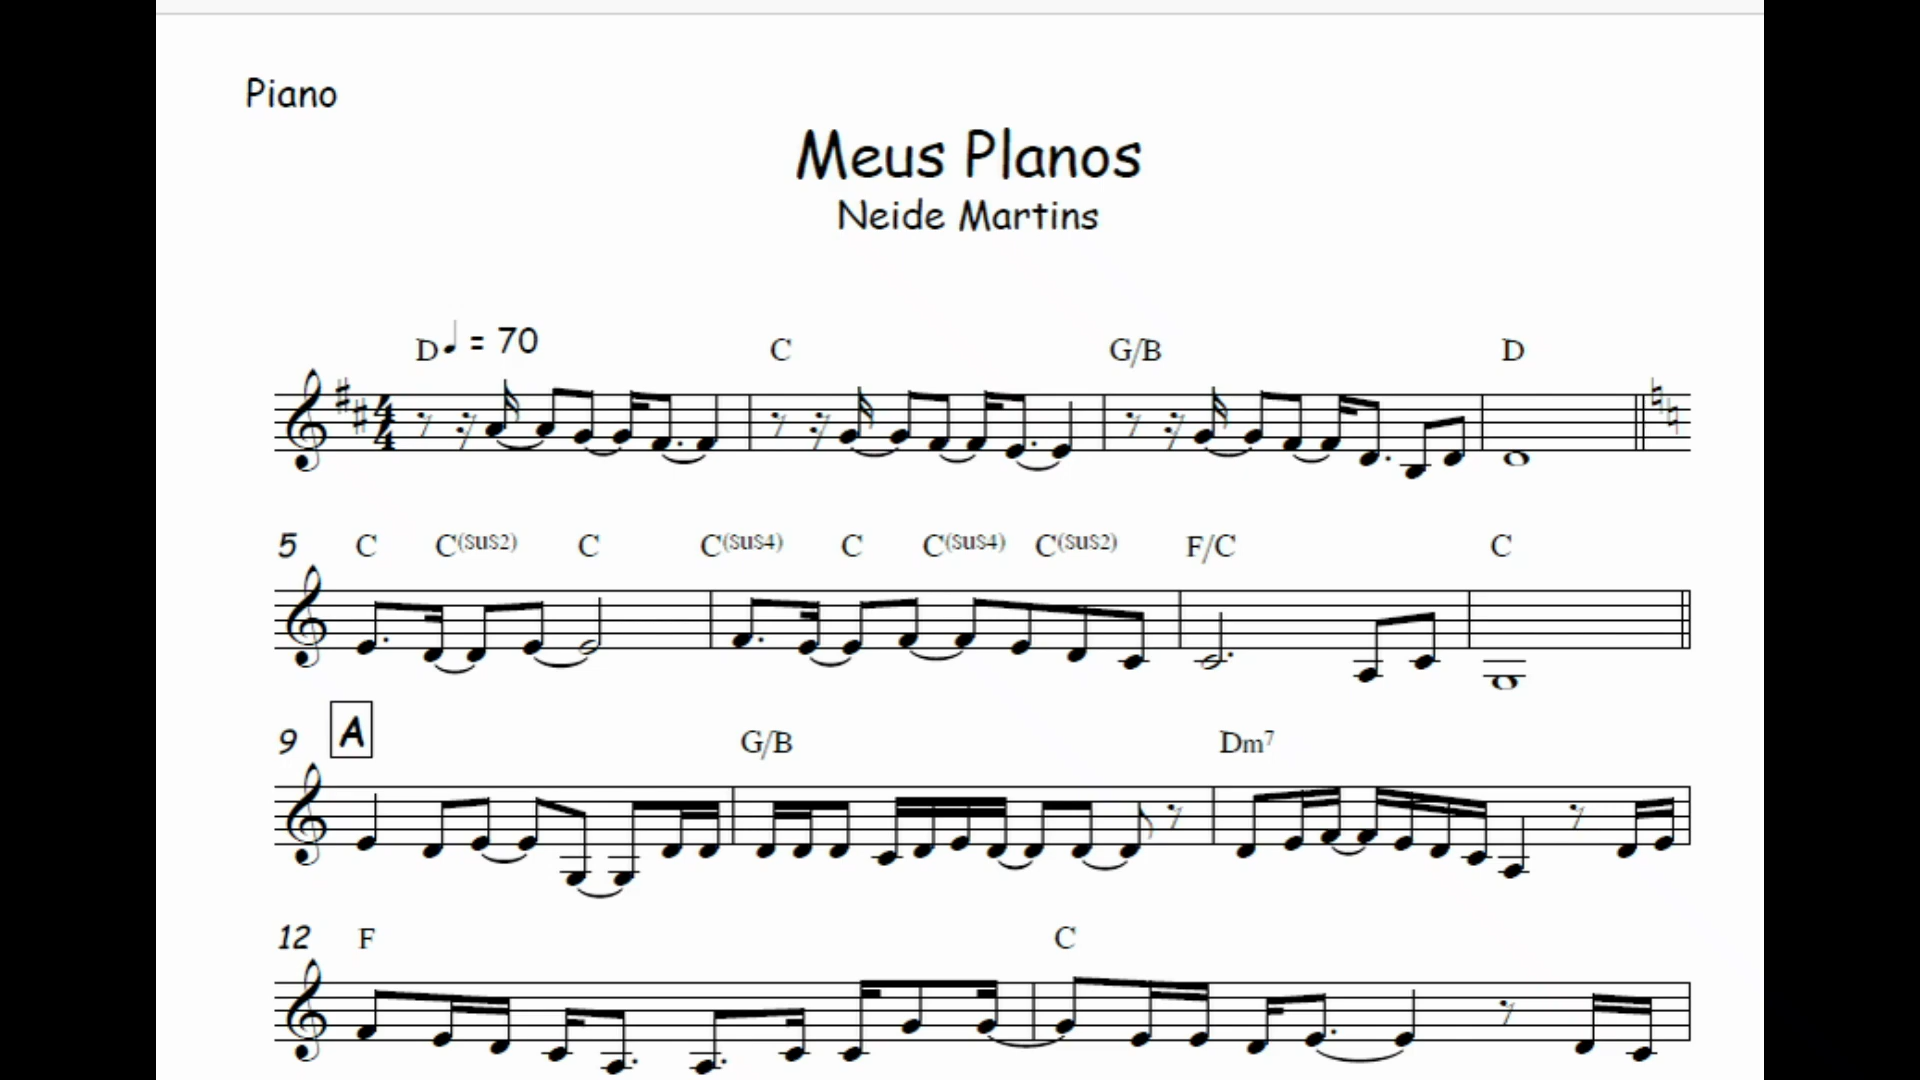 Piano
Meus Planos
Neide Martins
D ♩ = 70 C G/B D
5 C C(sus2) C C(sus4) C C(sus4) C(sus2) F/C C
9 A G/B Dm7
12 F C